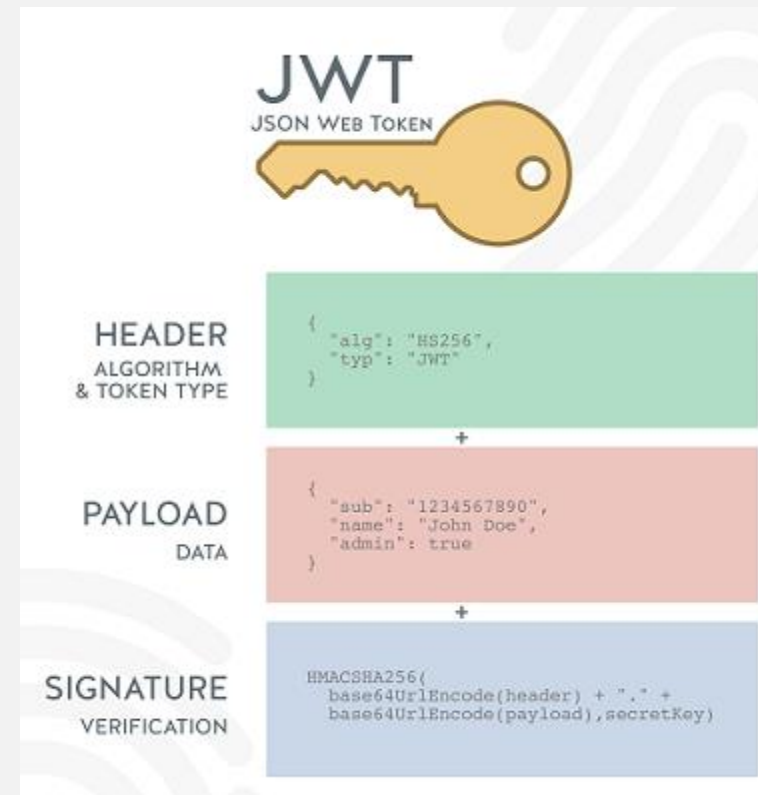 JWT
JSON WEB TOKEN
HEADER
ALGORITHM
& TOKEN TYPE
{
"alg": "HS256",
"typ": "JWT"
}
+
PAYLOAD
DATA
{
"sub": "1234567890",
"name": "John Doe",
"admin": true
}
+
SIGNATURE
VERIFICATION
HMACSHA256(
base64UrlEncode(header) + "." +
base64UrlEncode(payload),secretKey)